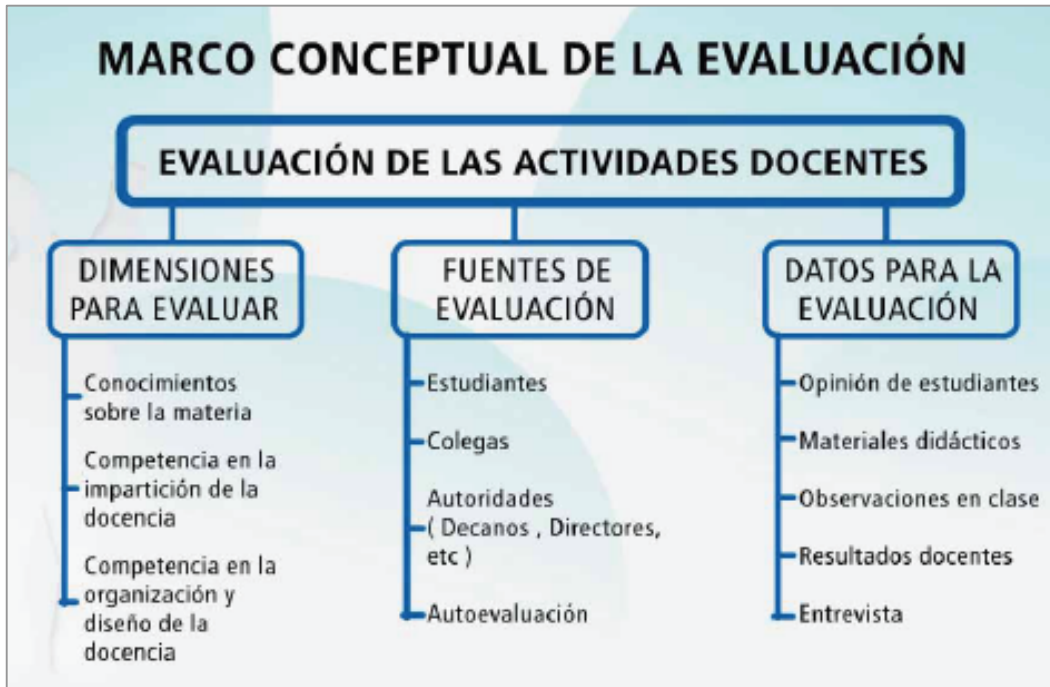 MARCO CONCEPTUAL DE LA EVALUACIÓN
EVALUACIÓN DE LAS ACTIVIDADES DOCENTES
DIMENSIONES
PARA EVALUAR
Conocimientos
sobre la materia
Competencia en la
impartición de la
docencia
Competencia en la
organización y
diseño de la
docencia
FUENTES DE
EVALUACIÓN
Estudiantes
Colegas
Autoridades
( Decanos , Directores,
etc )
Autoevaluación
DATOS PARA LA
EVALUACIÓN
Opinión de estudiantes
Materiales didácticos
Observaciones en clase
Resultados docentes
Entrevista